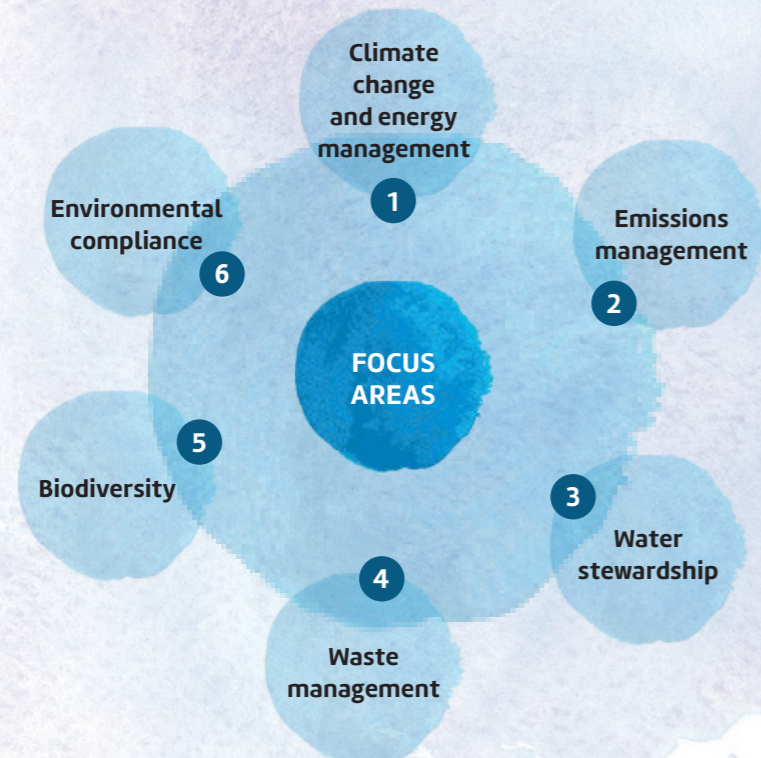 Climate
change
and energy
management
1
Emissions
management
2
3
Water
stewardship
4
Waste
management
5
Biodiversity
Environmental
compliance
6
FOCUS
AREAS